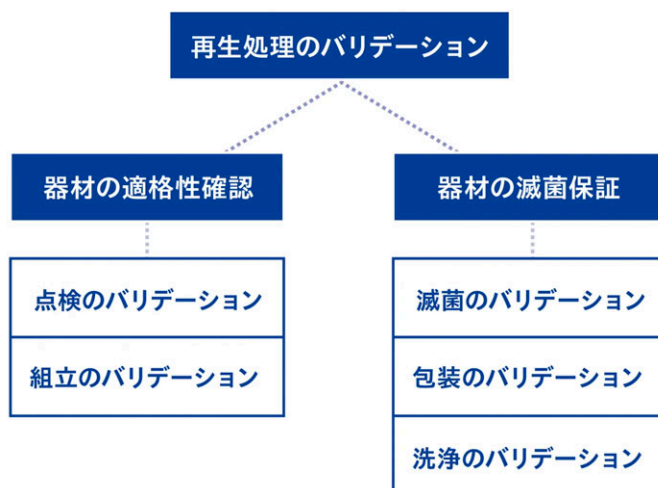 再生処理のバリデーション
器材の適格性確認
器材の滅菌保証
点検のバリデーション
組立のバリデーション
滅菌のバリデーション
包装のバリデーション
洗浄のバリデーション